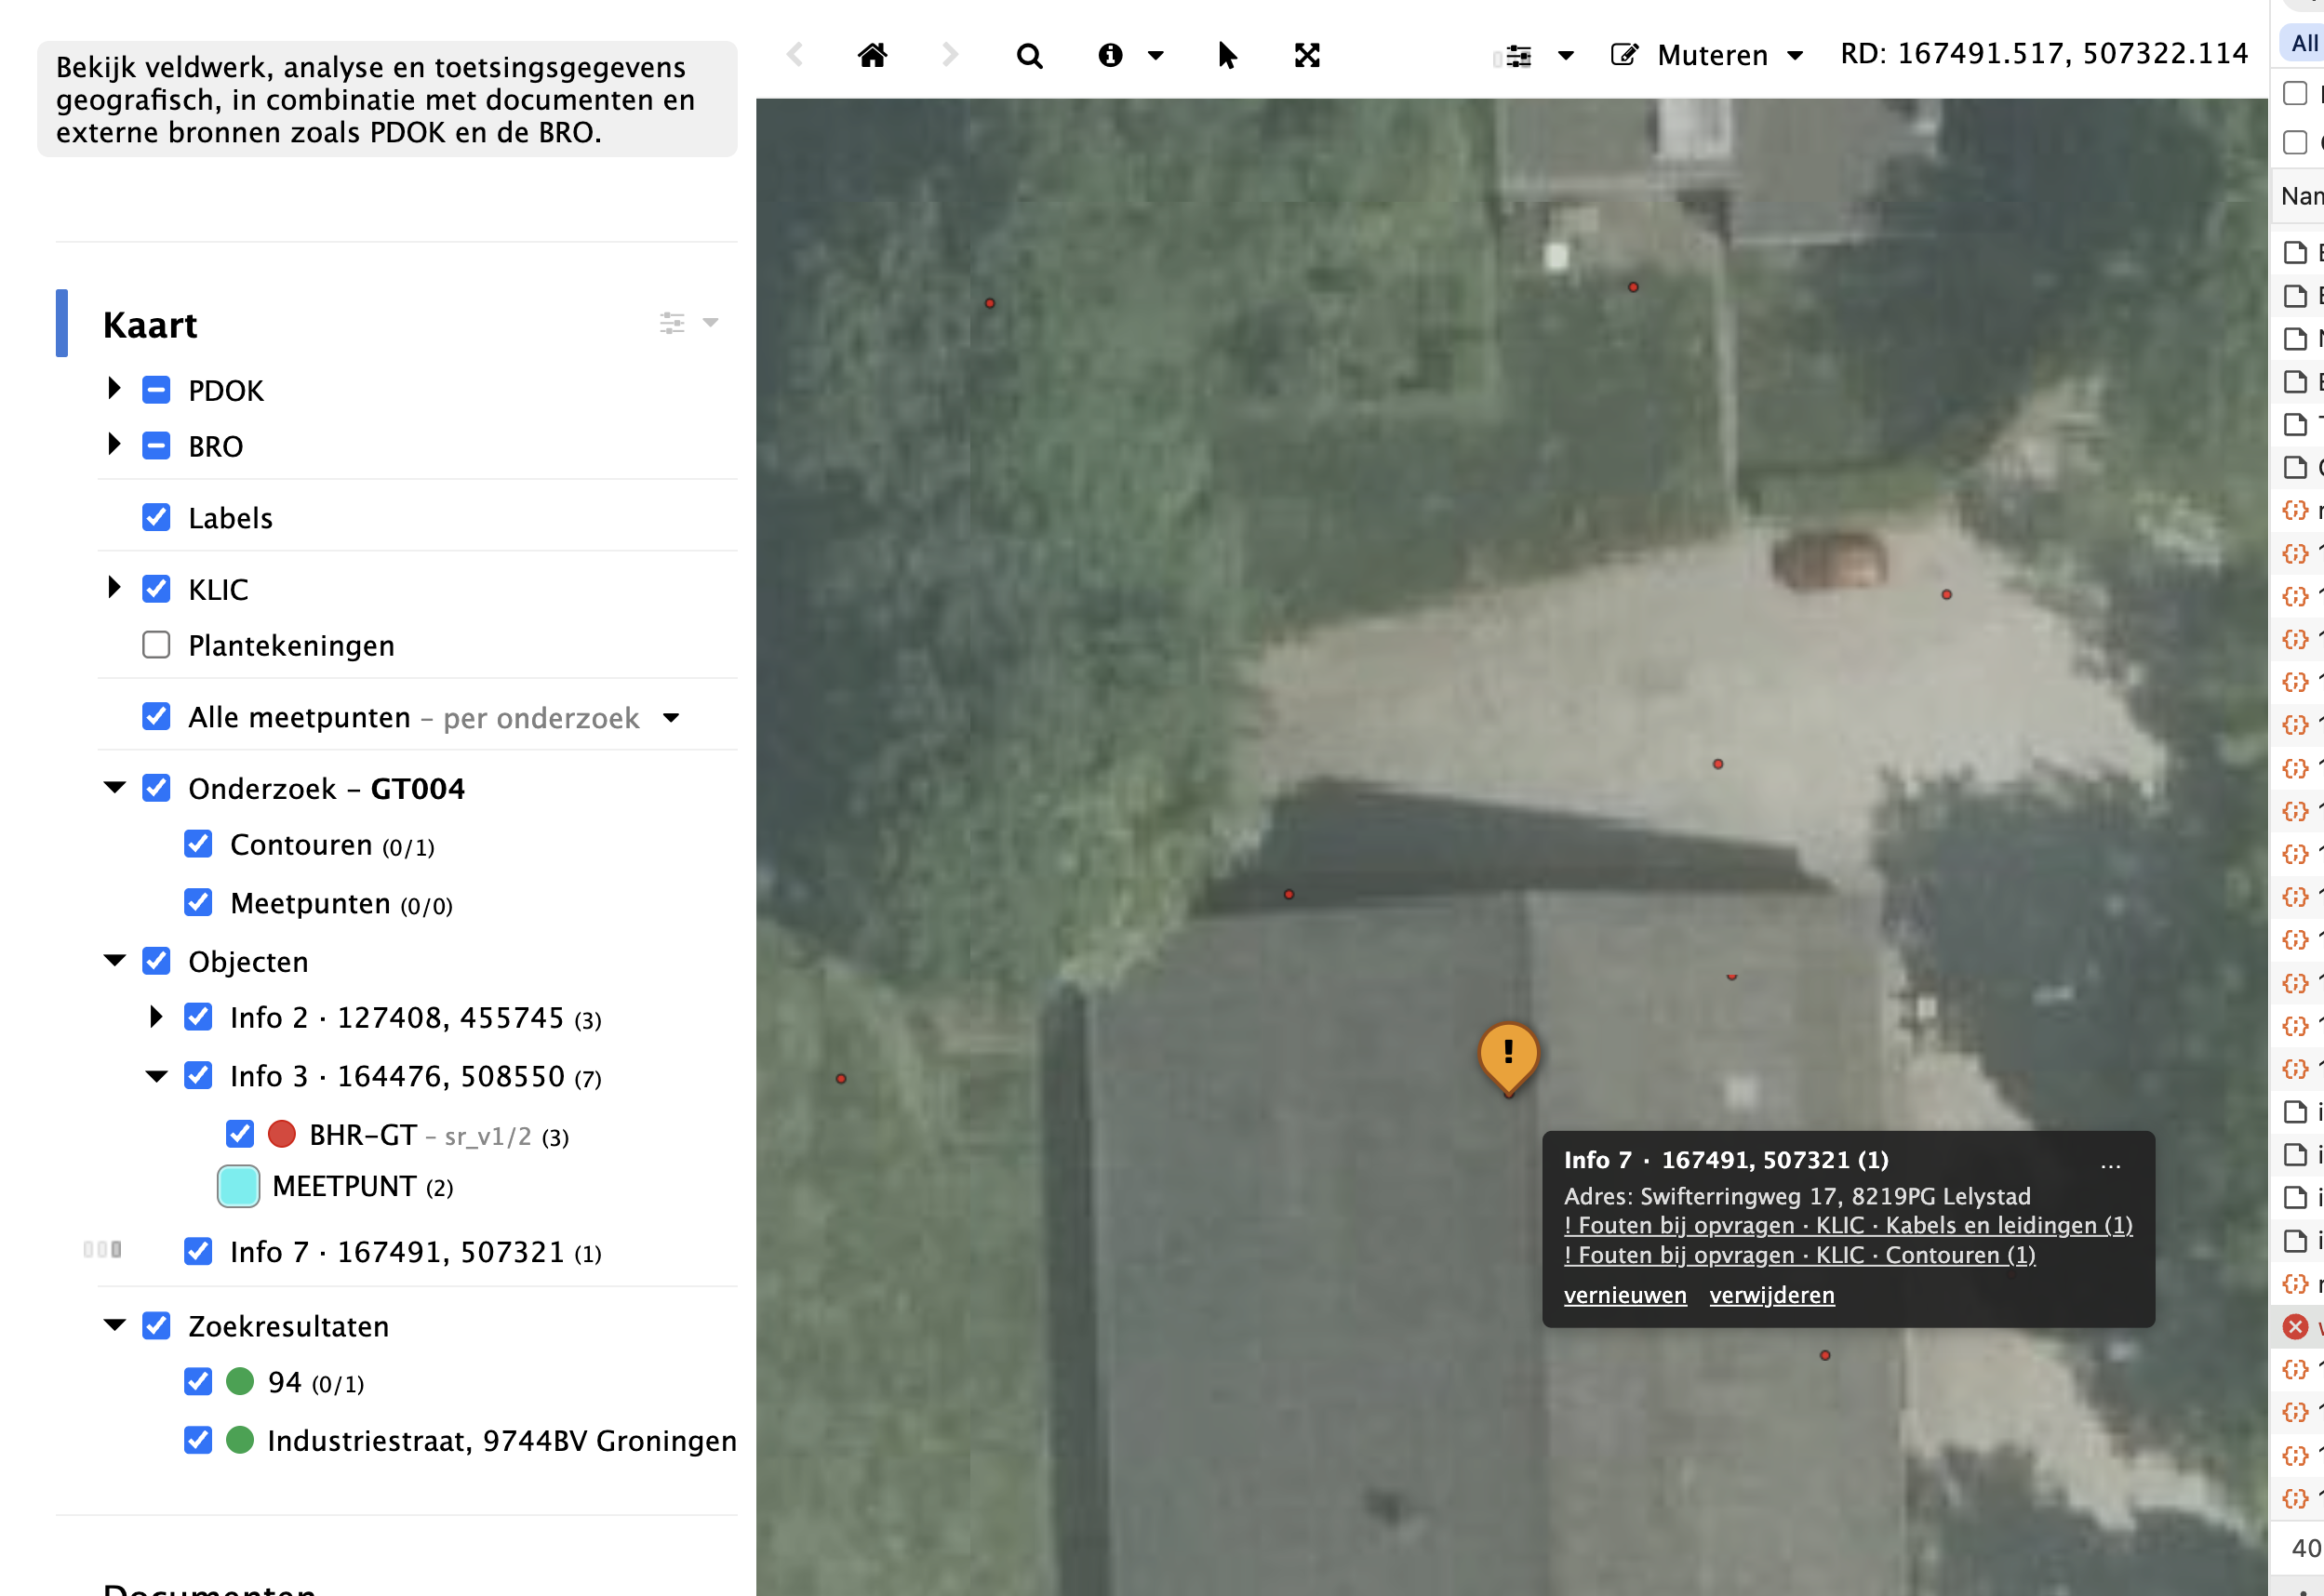 Bekijk veldwerk, analyse en toetsingsgegevens
geografisch, in combinatie met documenten en
externe bronnen zoals PDOK en de BRO.
Kaart
PDOK
BRO
Labels
KLIC
Plantekeningen
Alle meetpunten – per onderzoek
Onderzoek – GT004
Contouren (0/1)
Meetpunten (0/0)
Objecten
Info 2 · 127408, 455745 (3)
Info 3 · 164476, 508550 (7)
BHR-GT – sr_v1/2 (3)
MEETPUNT (2)
Info 7 · 167491, 507321 (1)
Zoekresultaten
94 (0/1)
Industriestraat, 9744BV Groningen
Muteren
RD: 167491.517, 507322.114
Info 7 · 167491, 507321 (1) ...
Adres: Swifterringweg 17, 8219PG Lelystad
! Fouten bij opvragen · KLIC · Kabels en leidingen (1)
! Fouten bij opvragen · KLIC · Contouren (1)
vernieuwen verwijderen
All
40